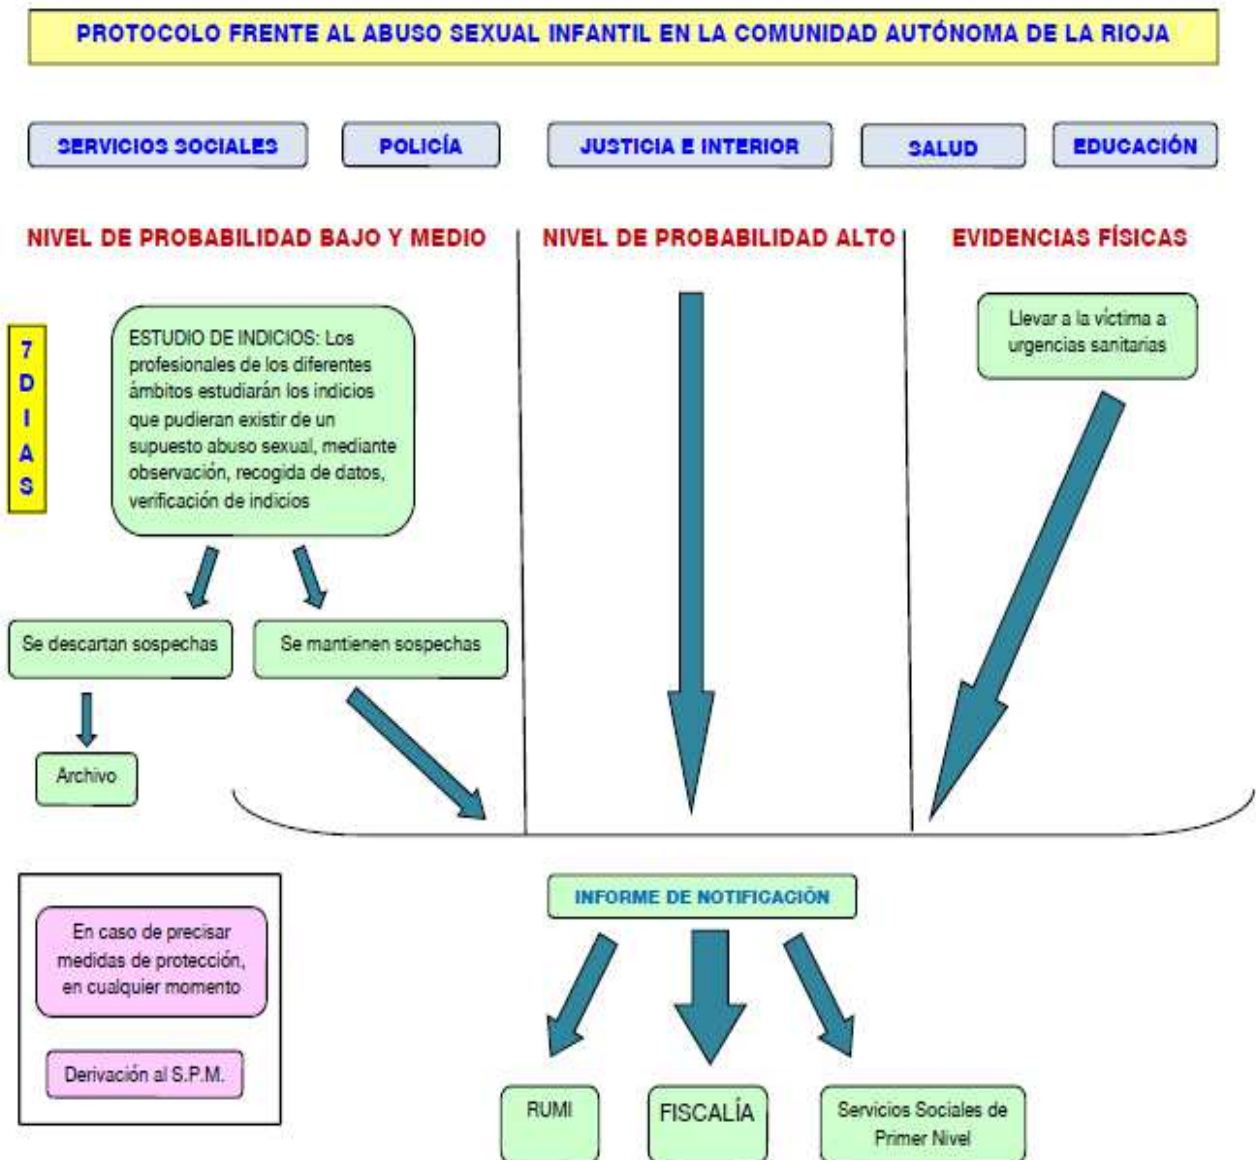 PROTOCOLO FRENTE AL ABUSO SEXUAL INFANTIL EN LA COMUNIDAD AUTÓNOMA DE LA RIOJA
SERVICIOS SOCIALES
POLICÍA
JUSTICIA E INTERIOR
SALUD
EDUCACIÓN
NIVEL DE PROBABILIDAD BAJO Y MEDIO
NIVEL DE PROBABILIDAD ALTO
EVIDENCIAS FÍSICAS
7
D
I
A
S
ESTUDIO DE INDICIOS: Los
profesionales de los diferentes
ámbitos estudiarán los indicios
que pudieran existir de un
supuesto abuso sexual, mediante
observación, recogida de datos,
verificación de indicios
Llevar a la víctima a
urgencias sanitarias
Se descartan sospechas
Se mantienen sospechas
Archivo
INFORME DE NOTIFICACIÓN
En caso de precisar
medidas de protección,
en cualquier momento
Derivación al S.P.M.
RUMI
FISCALÍA
Servicios Sociales de
Primer Nivel